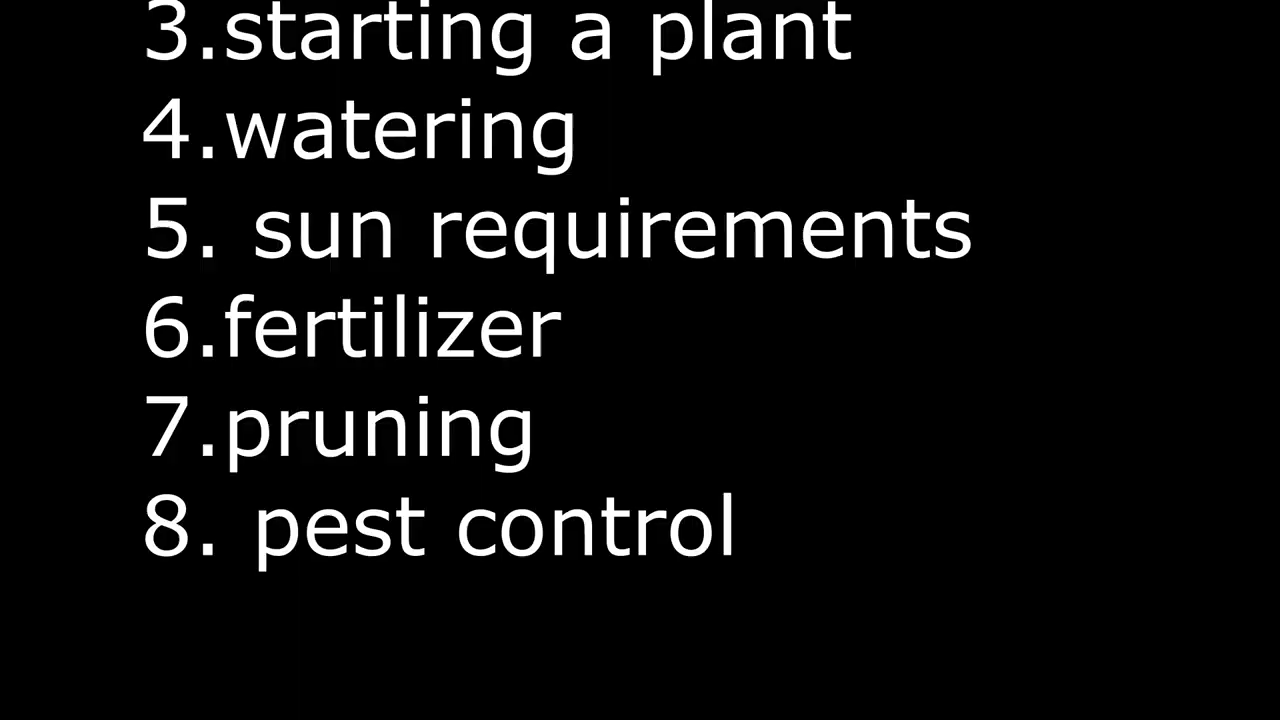 3.starting a plant
4.watering
5. sun requirements
6.fertilizer
7.pruning
8. pest control